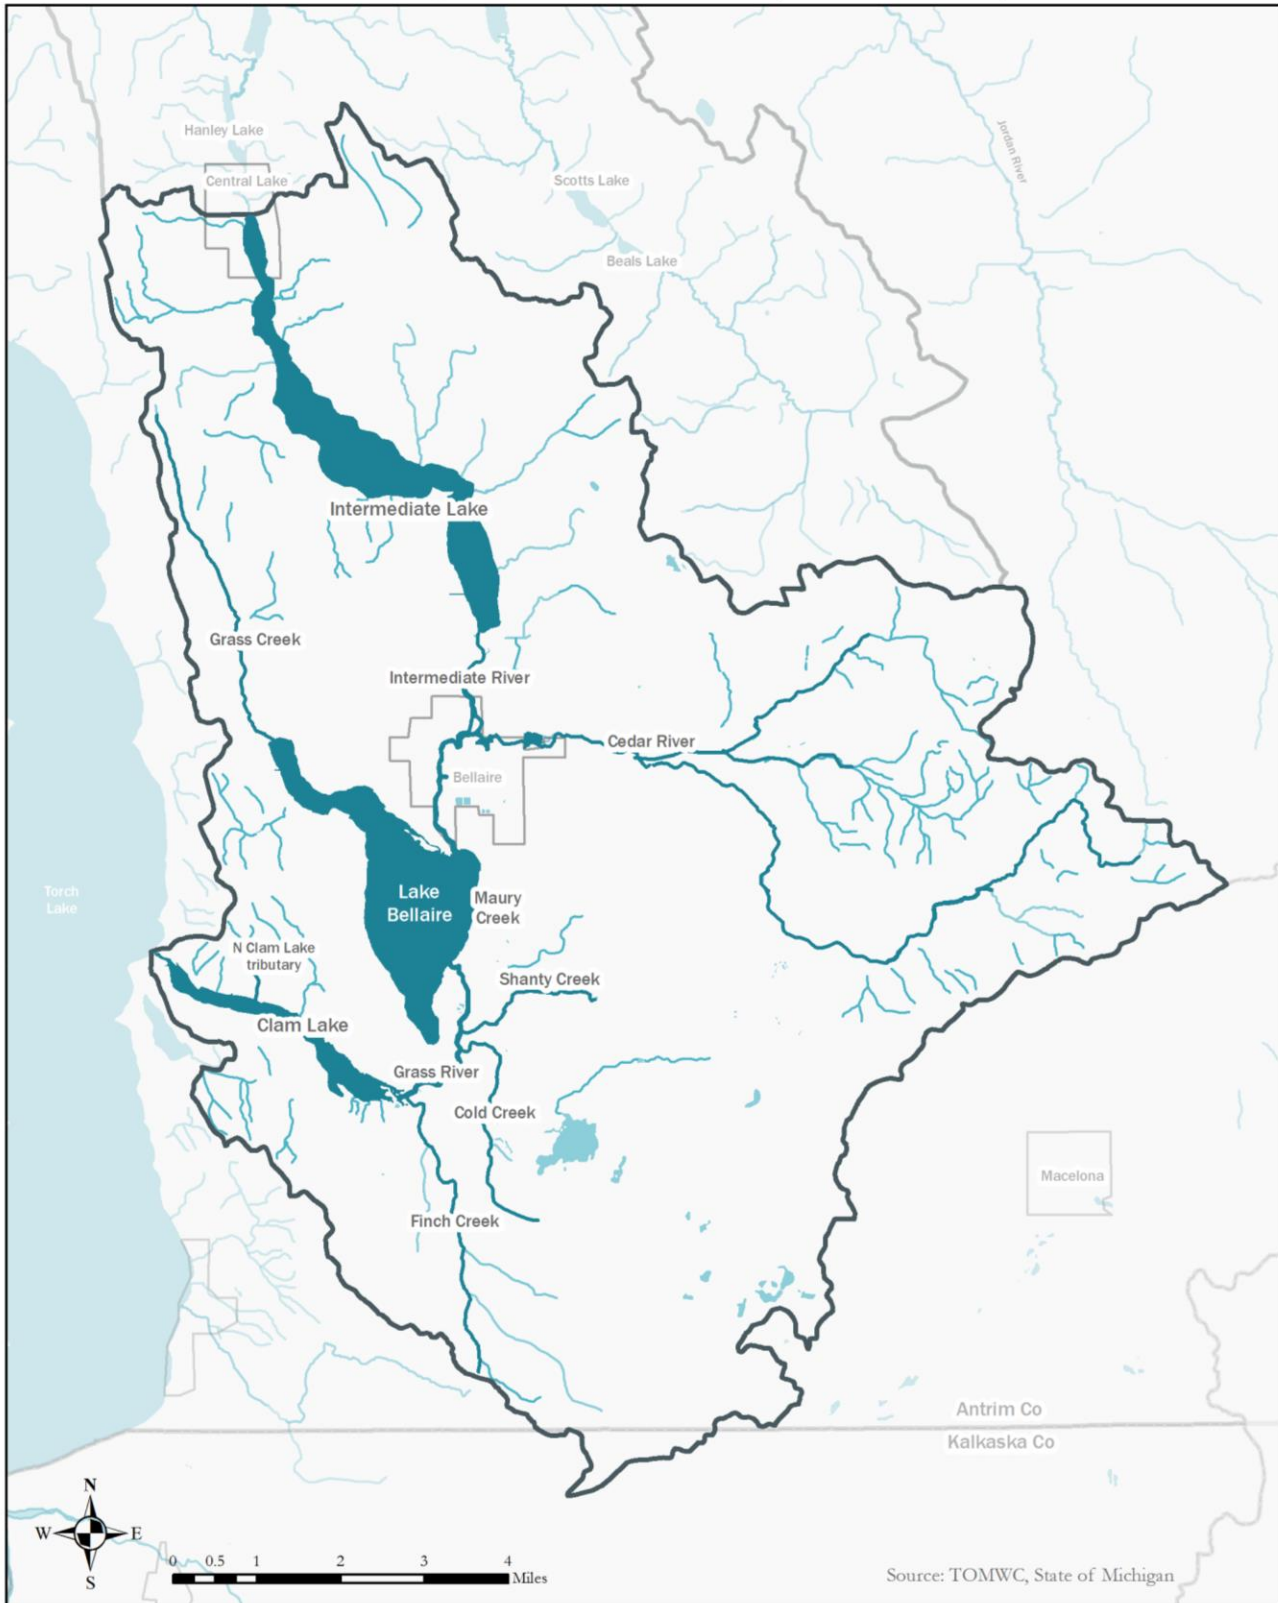 Hanley Lake
Central Lake
Scotts Lake
Jordan River
Beals Lake
Intermediate Lake
Grass Creek
Intermediate River
Cedar River
Bellaire
Torch
Lake
Lake
Bellaire
Maury
Creek
N Clam Lake
tributary
Shanty Creek
Clam Lake
Grass River
Cold Creek
Macelona
Finch Creek
Antrim Co
Kalkaska Co
N
W E
S
0 0.5 1 2 3 4
Miles
Source: TOMWC, State of Michigan